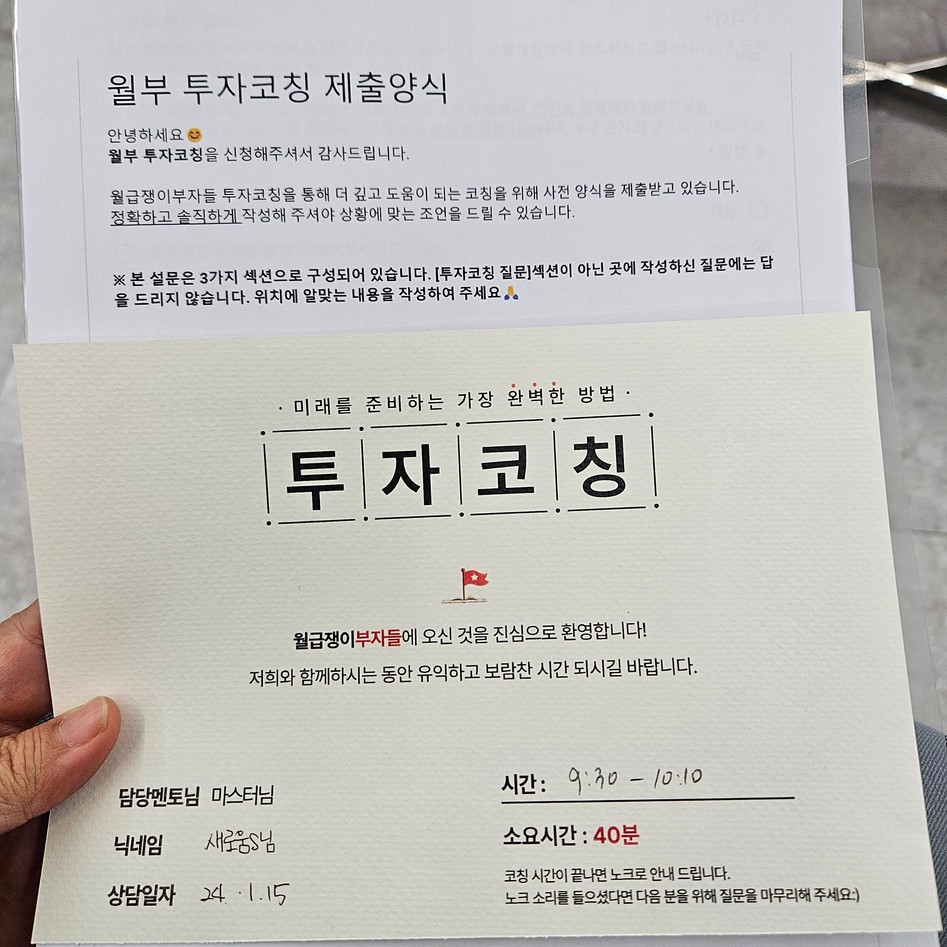 월부 투자코칭 제출양식
안녕하세요😊
월부 투자코칭을 신청해주셔서 감사드립니다.
월급쟁이부자들 투자코칭을 통해 더 깊고 도움이 되는 코칭을 위해 사전 양식을 제출받고 있습니다.
정확하고 솔직하게 작성해 주셔야 상황에 맞는 조언을 드릴 수 있습니다.
※ 본 설문은 3가지 섹션으로 구성되어 있습니다. [투자코칭 질문]섹션이 아닌 곳에 작성하신 질문에는 답
을 드리지 않습니다. 위치에 알맞는 내용을 작성하여 주세요🙏
· 미래를 준비하는 가장 완벽한 방법 ·
투자코칭
월급쟁이부자들에 오신 것을 진심으로 환영합니다!
저희와 함께하시는 동안 유익하고 보람찬 시간 되시길 바랍니다.
담당멘토님 마스터님
닉네임 새로움S님
상담일자 24. 1. 15
시간 : 9:30 - 10:10
소요시간 : 40분
코칭 시간이 끝나면 노크로 안내 드립니다.
노크 소리를 들으셨다면 다음 분을 위해 질문을 마무리해 주세요:)